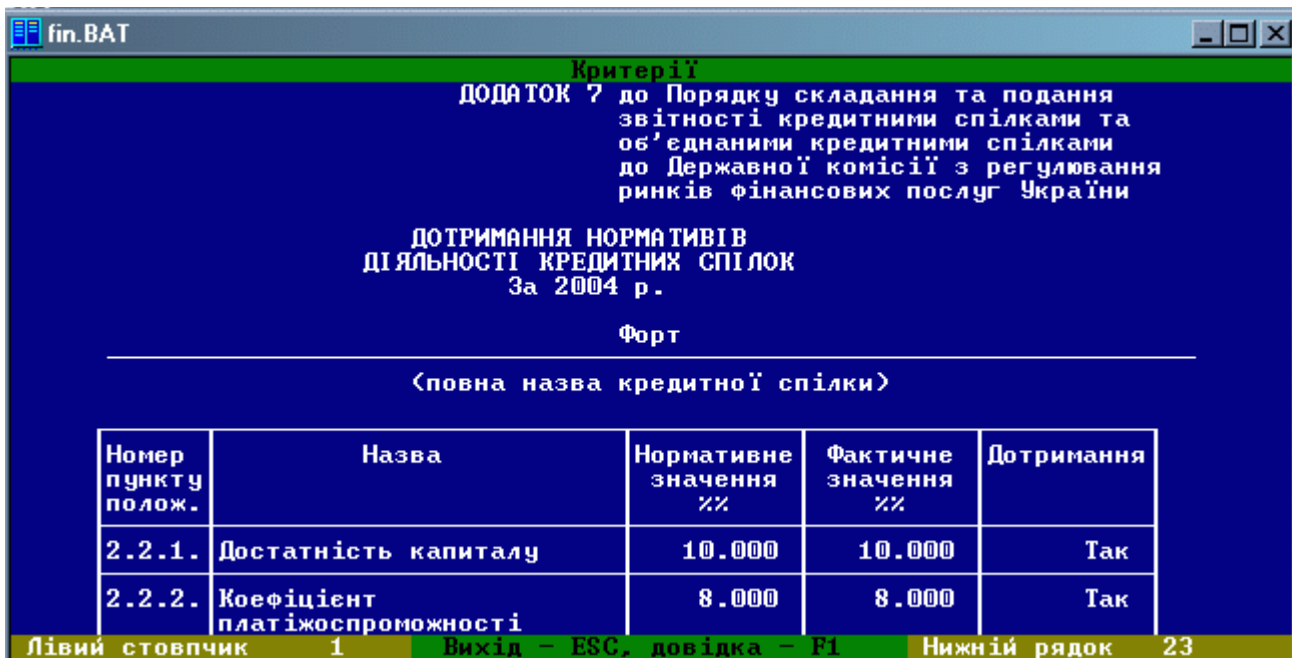 fin.BAT
Критерії
ДОДАТОК 7 до Порядку складання та подання
звітності кредитними спілками та
об'єднаними кредитними спілками
до Державної комісії з регулювання
ринків фінансових послуг України
ДОТРИМАННЯ НОРМАТИВІВ
ДІЯЛЬНОСТІ КРЕДИТНИХ СПІЛОК
За 2004 р.
Форт
(повна назва кредитної спілки)
Номер Назва Нормативне Фактичне Дотримання
пункту значення значення
полож. %% %%
2.2.1. Достатність капиталу 10.000 10.000 Так
2.2.2. Коефіцієнт 8.000 8.000 Так
платіжоспроможності
Лівий стовпчик 1 Вихід - ESC, довідка - F1 Нижній рядок 23